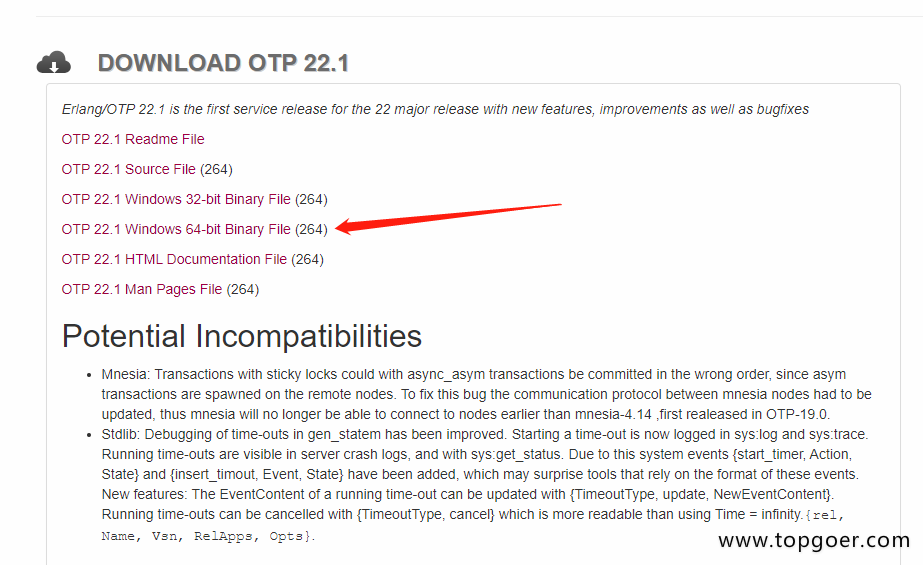 DOWNLOAD OTP 22.1
Erlang/OTP 22.1 is the first service release for the 22 major release with new features, improvements as well as bugfixes
OTP 22.1 Readme File
OTP 22.1 Source File (264)
OTP 22.1 Windows 32-bit Binary File (264)
OTP 22.1 Windows 64-bit Binary File (264)
OTP 22.1 HTML Documentation File (264)
OTP 22.1 Man Pages File (264)
Potential Incompatibilities
• Mnesia: Transactions with sticky locks could with async_asym transactions be committed in the wrong order, since asym
transactions are spawned on the remote nodes. To fix this bug the communication protocol between mnesia nodes had to be
updated, thus mnesia will no longer be able to connect to nodes earlier than mnesia-4.14 ,first realeased in OTP-19.0.
• Stdlib: Debugging of time-outs in gen_statem has been improved. Starting a time-out is now logged in sys:log and sys:trace.
Running time-outs are visible in server crash logs, and with sys:get_status. Due to this system events {start_timer, Action,
State} and {insert_timout, Event, State} have been added, which may surprise tools that rely on the format of these events.
New features: The EventContent of a running time-out can be updated with {TimeoutType, update, NewEventContent}.
Running time-outs can be cancelled with {TimeoutType, cancel} which is more readable than using Time = infinity.{rel,
Name, Vsn, RelApps, Opts}.
www.topgoer.com